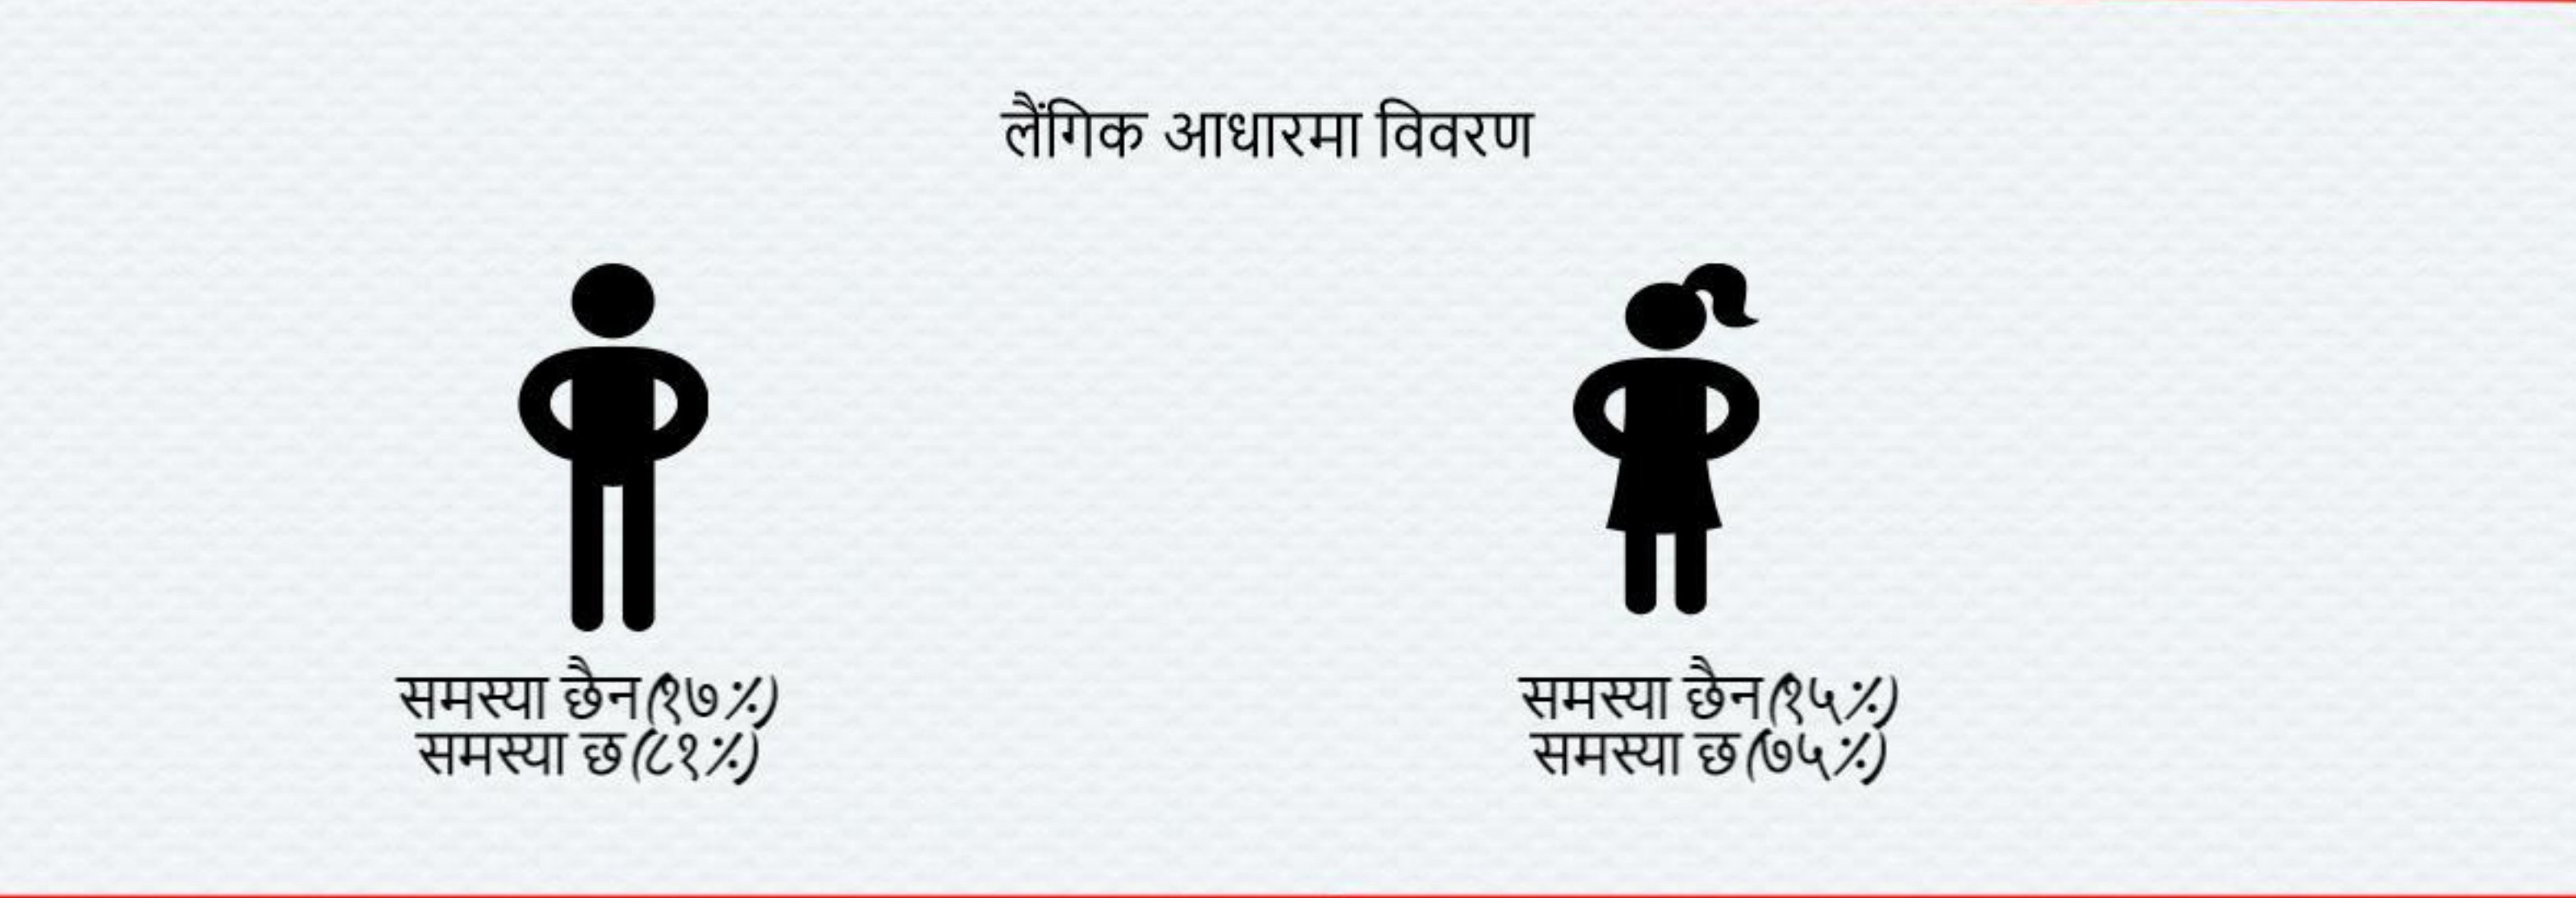 लैंगिक आधारमा विवरण
समस्या छैन(१७%)
समस्या छ(८१%)
समस्या छैन(१५%)
समस्या छ(७५%)